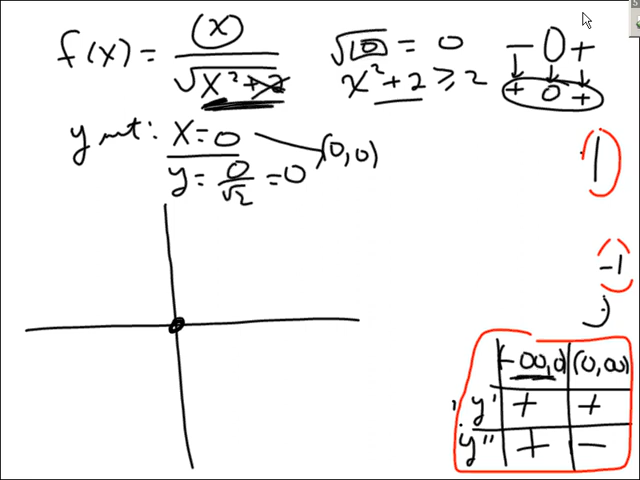 f(x) = (x) / √(x²+2)
√0 = 0
x²+2 ≥ 2
- 0 +
+ 0 +
y int: x=0
(0,0)
y = 0/√2 = 0
1
-1
-∞,0 (0,∞)
y' + +
y'' + -